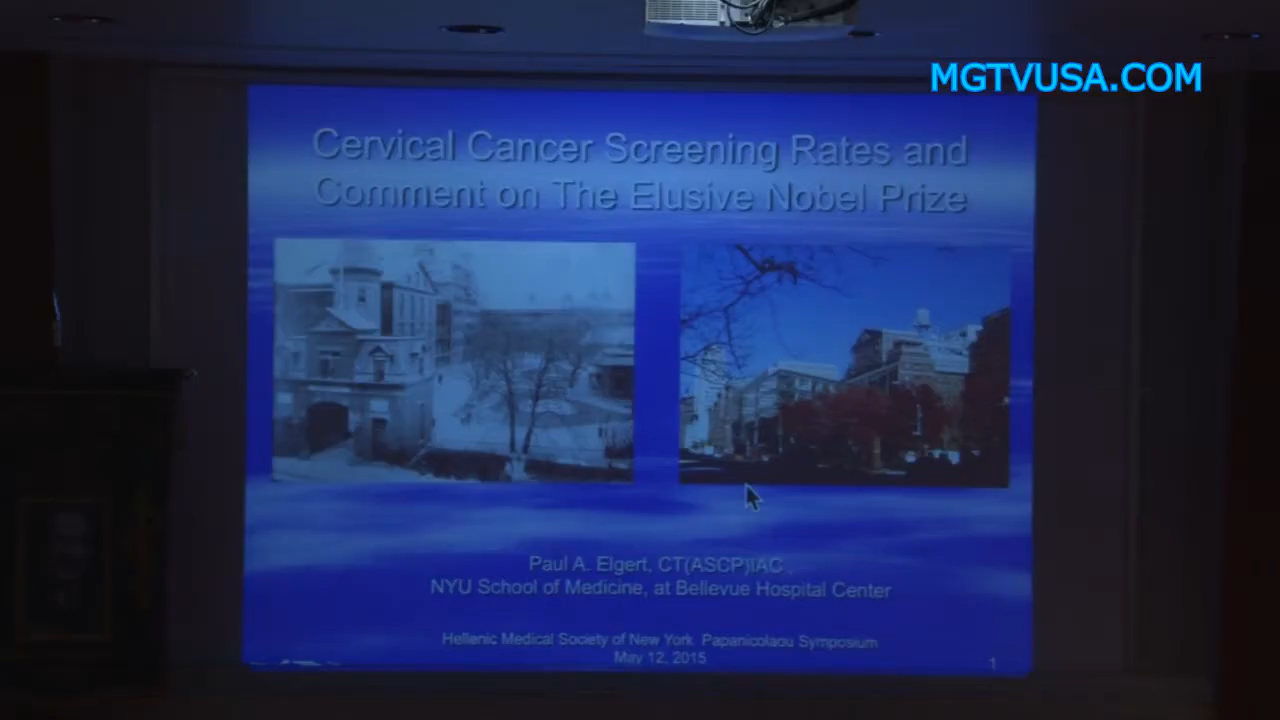 MGTVUSA.COM
Cervical Cancer Screening Rates and
Comment on The Elusive Nobel Prize
Paul A. Elgert, CT(ASCP)IAC
NYU School of Medicine, at Bellevue Hospital Center
Hellenic Medical Society of New York Papanicolaou Symposium
May 12, 2015
1